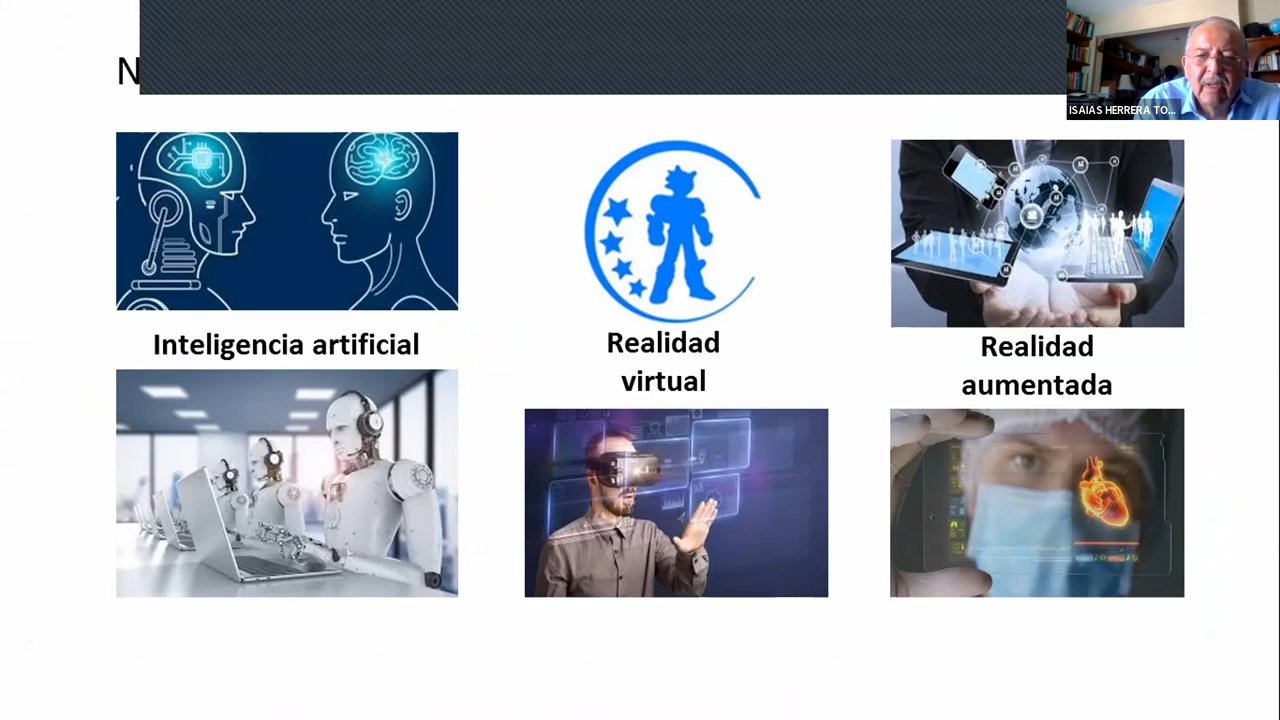 N
ISAIAS HERRERA TO...
Inteligencia artificial
Realidad
virtual
Realidad
aumentada